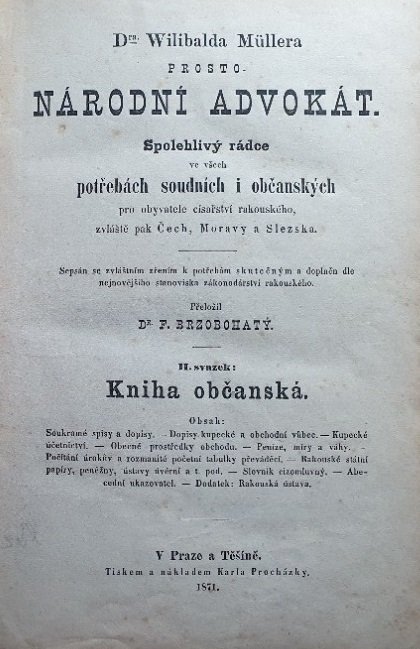 Dra. Wilibalda Müllera
PROSTO-
NÁRODNÍ ADVOKÁT.
Spolehlivý rádce
ve všech
potřebách soudních i občanských
pro obyvatele císařství rakouského,
zvláště pak Čech, Moravy a Slezska.
Sepsán se zvláštním zřením k potřebám skutečným a doplněn dle
nejnovějšího stanoviska zákonodárství rakouského.
Přeložil
Dr. F. BRZOBOHATÝ.
II. svazek:
Kniha občanská.
Obsah:
Soukromé spisy a dopisy. — Dopisy kupecké a obchodní vůbec. — Kupecké
účetnictví. — Obecné prostředky obchodu. — Peníze, míry a váhy. —
Počítání úroků a rozmanité početní tabulky převáděcí. — Rakouské státní
papíry, peněžny, ústavy úvěrní a t. pod. — Slovník cizomluvný. — Abe-
cední ukazovatel. — Dodatek: Rakouská ústava.
V Praze a Těšíně.
Tiskem a nákladem Karla Procházky.
1871.